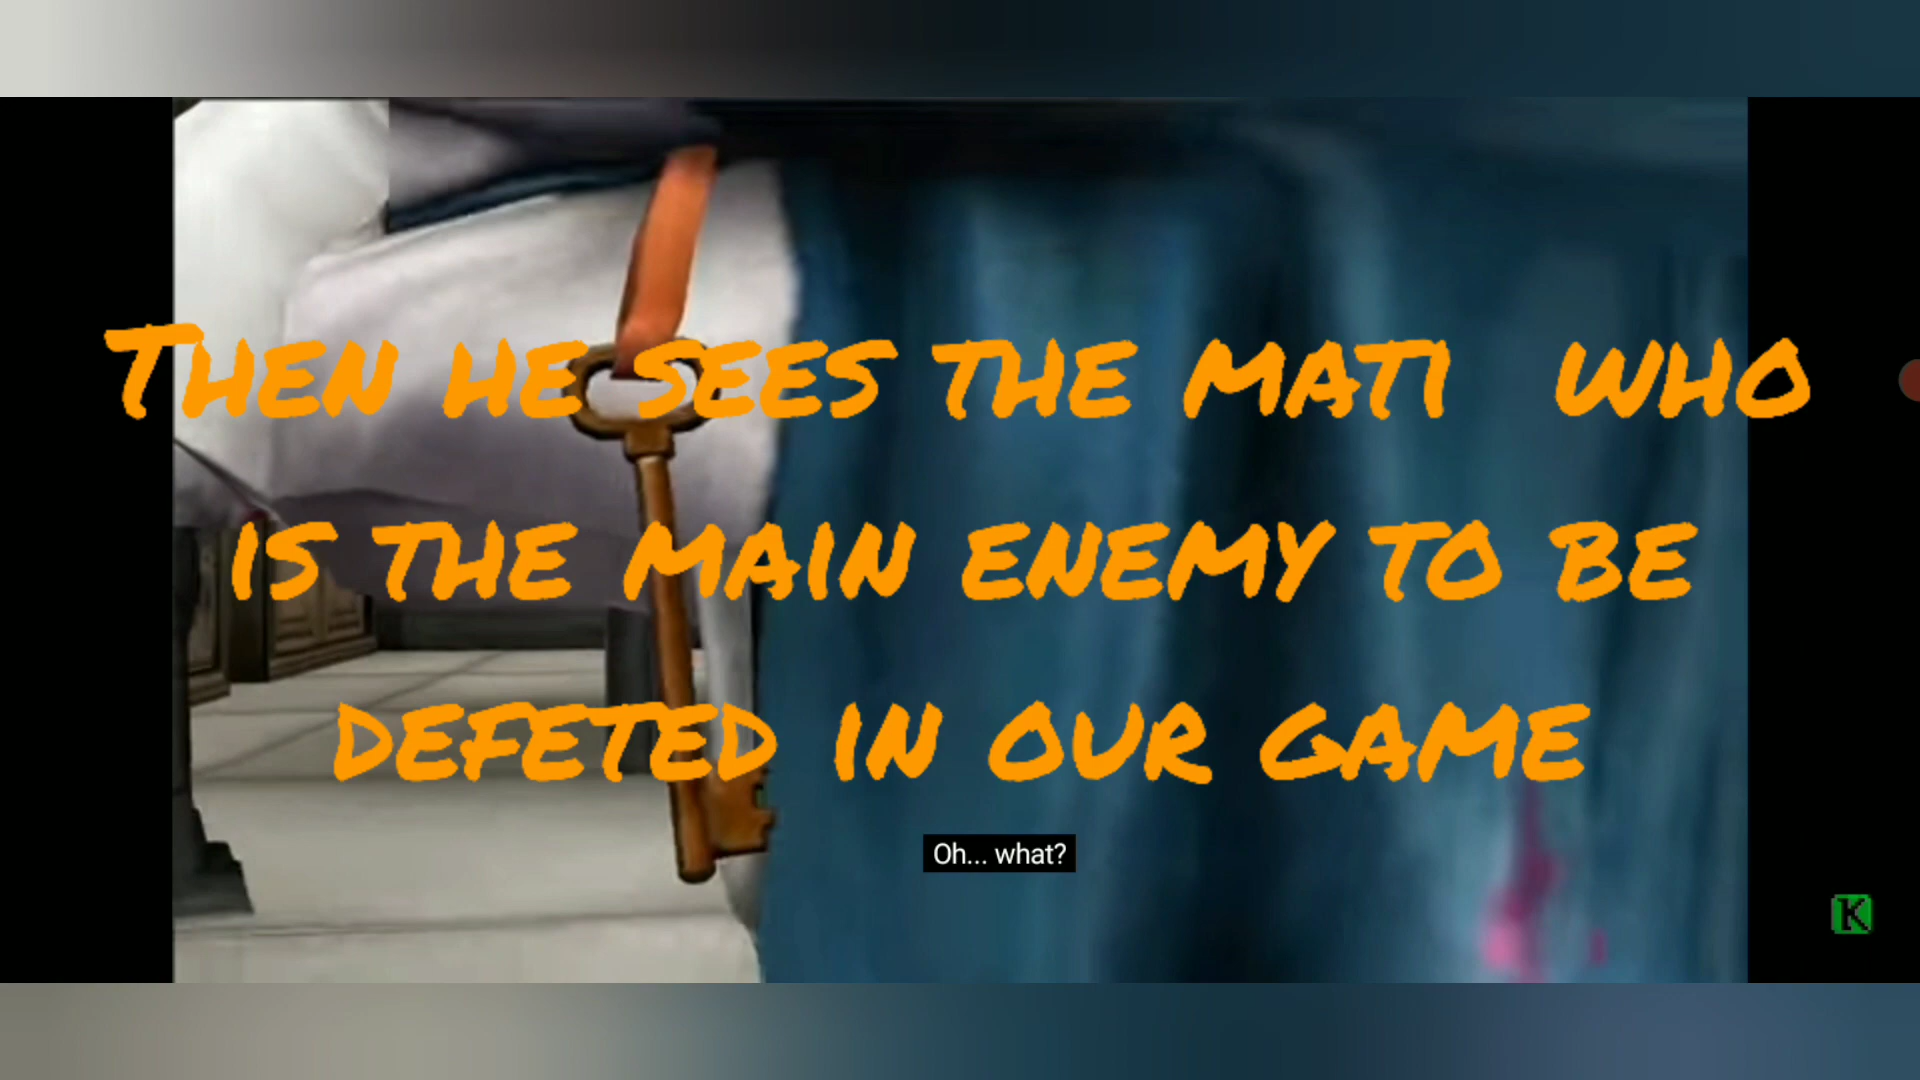 Then he sees the mati who
is the main enemy to be
defeted in our game
Oh... what?
K